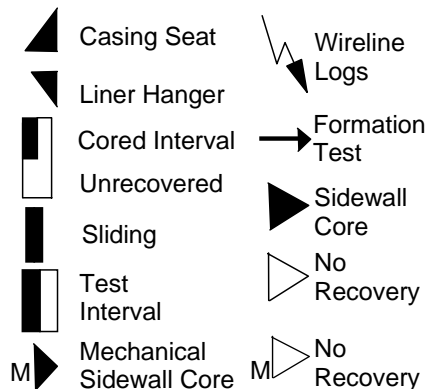 Casing Seat
Liner Hanger
Cored Interval
Unrecovered
Sliding
Test
Interval
M
Mechanical
Sidewall Core
Wireline
Logs
Formation
Test
Sidewall
Core
No
Recovery
M
No
Recovery